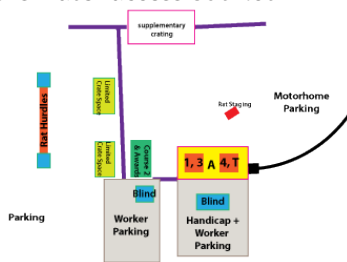 supplementary
crating
Limited
Crate Space
Rat Hurdles
Rat Staging
Motorhome
Parking
Limited
Crate Space
Course 2
& Awards
1, 3 A 4, T
Blind
Blind
Parking
Worker
Parking
Handicap +
Worker
Parking